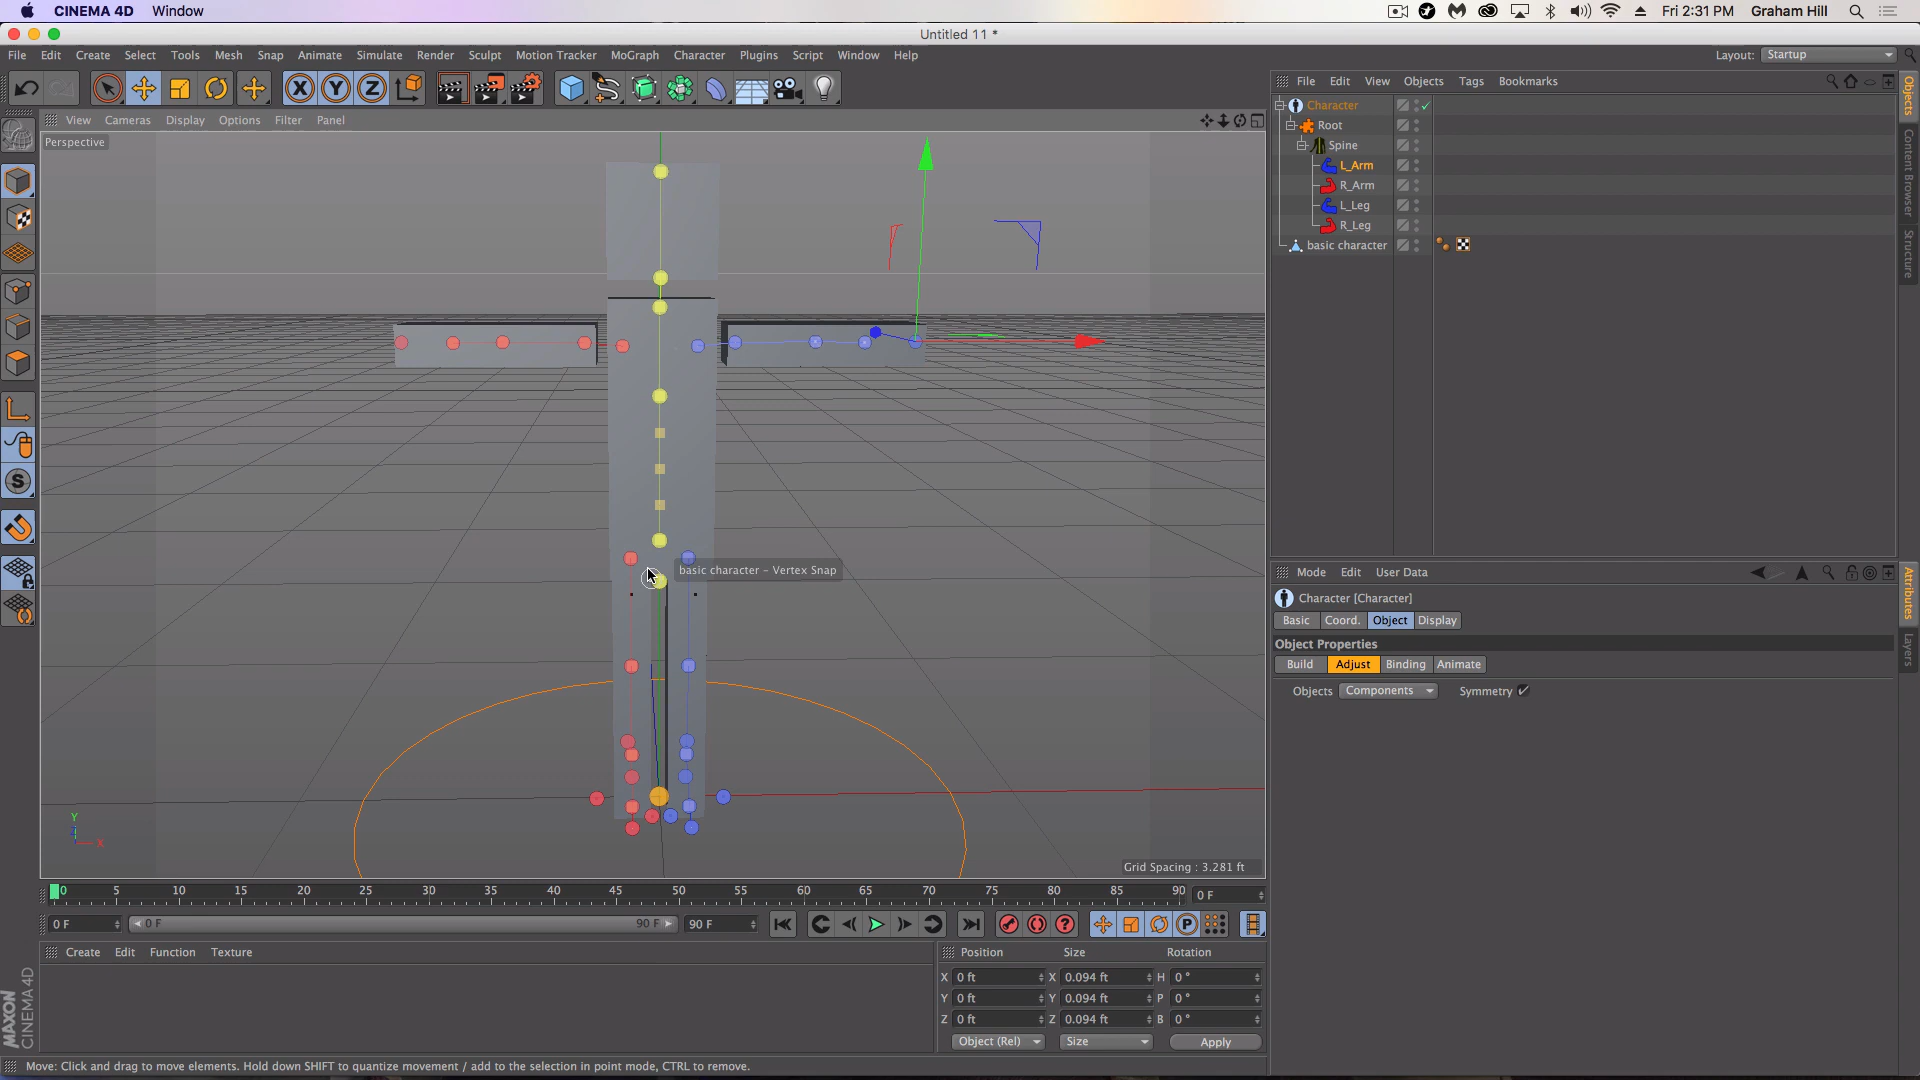 CINEMA 4D Window
Fri 2:31 PM Graham Hill
Untitled 11 *
File Edit Create Select Tools Mesh Snap Animate Simulate Render Sculpt Motion Tracker MoGraph Character Plugins Script Window Help
Layout: Startup
X Y Z
View Cameras Display Options Filter Panel
Perspective
File Edit View Objects Tags Bookmarks
Character
Root
Spine
L_Arm
R_Arm
L_Leg
R_Leg
basic character
Objects
Content Browser
Structure
basic character - Vertex Snap
Y
Z
X
Grid Spacing : 3.281 ft
Mode Edit User Data
Character [Character]
Basic Coord. Object Display
Object Properties
Build Adjust Binding Animate
Objects Components Symmetry
Attributes
Layers
0 5 10 15 20 25 30 35 40 45 50 55 60 65 70 75 80 85 90
0 F
0 F 0 F 90 F 90 F
Create Edit Function Texture
Position Size Rotation
X 0 ft X 0.094 ft H 0 °
Y 0 ft Y 0.094 ft P 0 °
Z 0 ft Z 0.094 ft B 0 °
Object (Rel) Size Apply
MAXON
CINEMA 4D
Move: Click and drag to move elements. Hold down SHIFT to quantize movement / add to the selection in point mode, CTRL to remove.